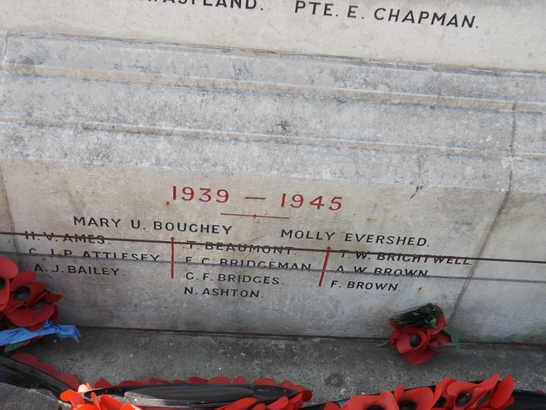 PTE. E. CHAPMAN.
1939 — 1945
MARY U. BOUCHEY MOLLY EVERSHED.
H. V. AMES. T. BEAUMONT. T. W. BRIGHTWELL
C. J. P. ATTLESEY F. C. BRIDGEMAN A. W. BROWN.
A. J. BAILEY. G. F. BRIDGES. F. BROWN.
N. ASHTON.